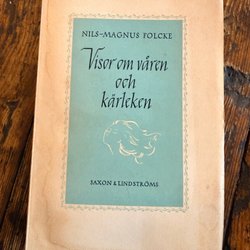 NILS-MAGNUS FOLCKE
Visor om våren
och
kärleken
SAXON & LINDSTRÖMS